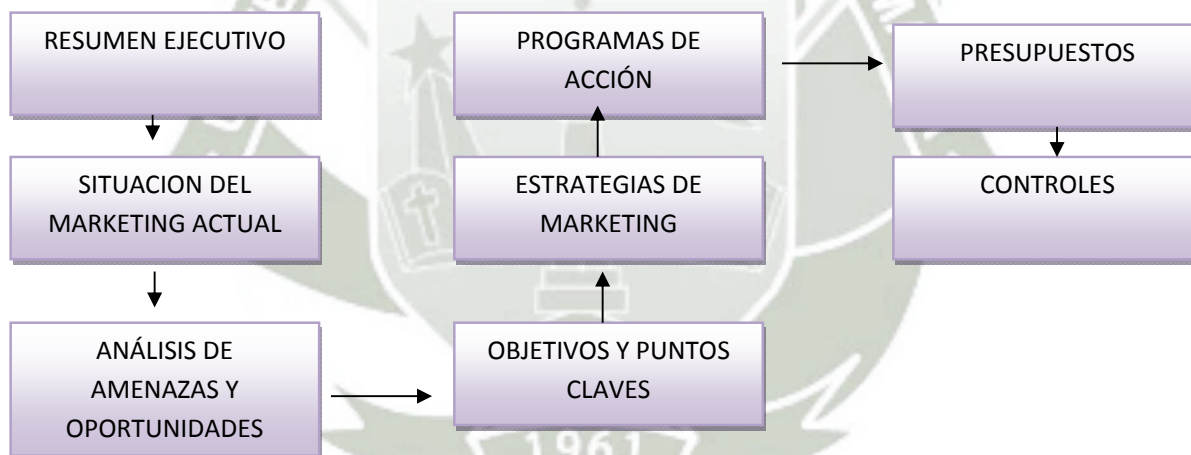 RESUMEN EJECUTIVO
SITUACION DEL
MARKETING ACTUAL
ANÁLISIS DE
AMENAZAS Y
OPORTUNIDADES
OBJETIVOS Y PUNTOS
CLAVES
ESTRATEGIAS DE
MARKETING
PROGRAMAS DE
ACCIÓN
PRESUPUESTOS
CONTROLES
1961